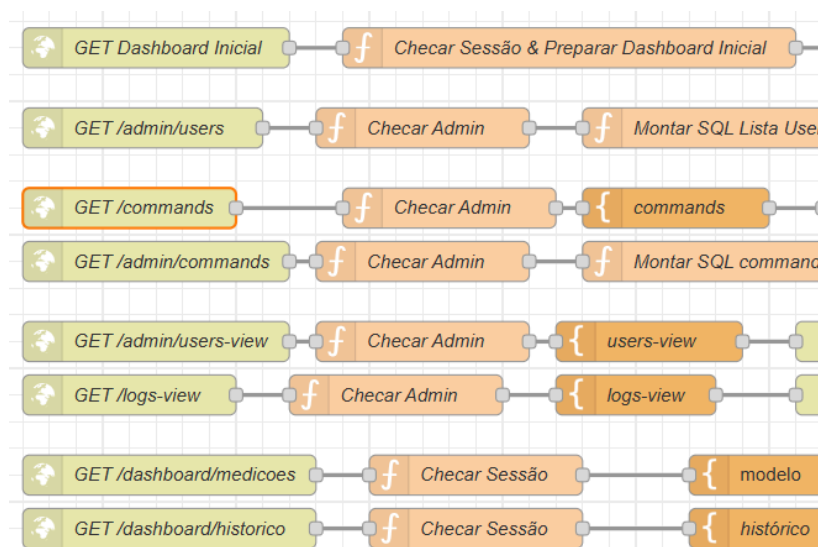 GET Dashboard Inicial Checar Sessão & Preparar Dashboard Inicial
GET /admin/users Checar Admin Montar SQL Lista
GET /commands Checar Admin commands
GET /admin/commands Checar Admin Montar SQL
GET /admin/users-view Checar Admin users-view
GET /logs-view Checar Admin logs-view
GET /dashboard/medicoes Checar Sessão modelo
GET /dashboard/historico Checar Sessão histórico